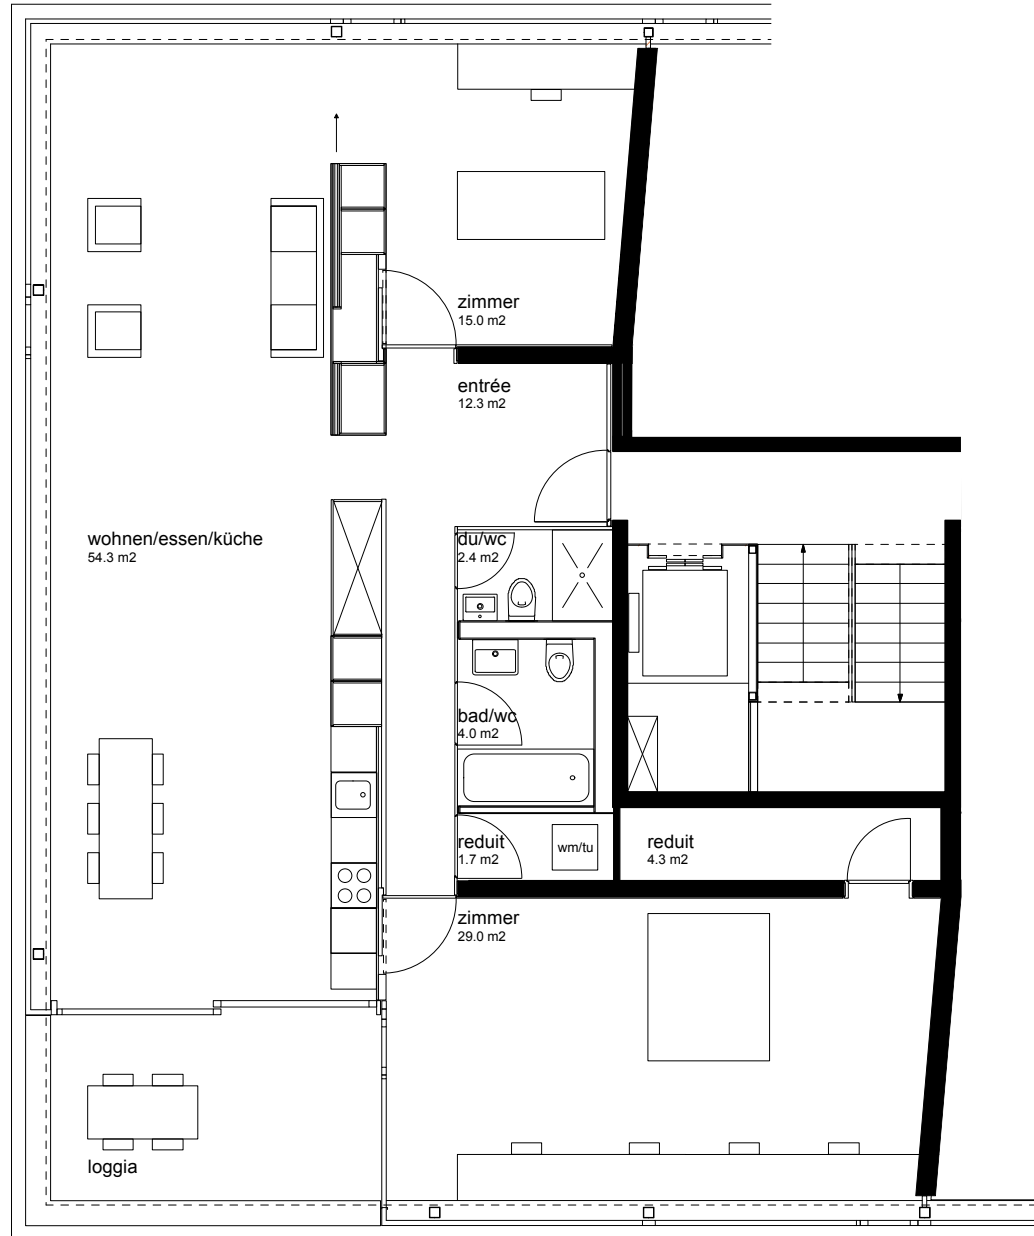 zimmer
15.0 m2
entrée
12.3 m2
wohnen/essen/küche
54.3 m2
du/wc
2.4 m2
bad/wc
4.0 m2
reduit
1.7 m2
wm/tu
reduit
4.3 m2
zimmer
29.0 m2
loggia